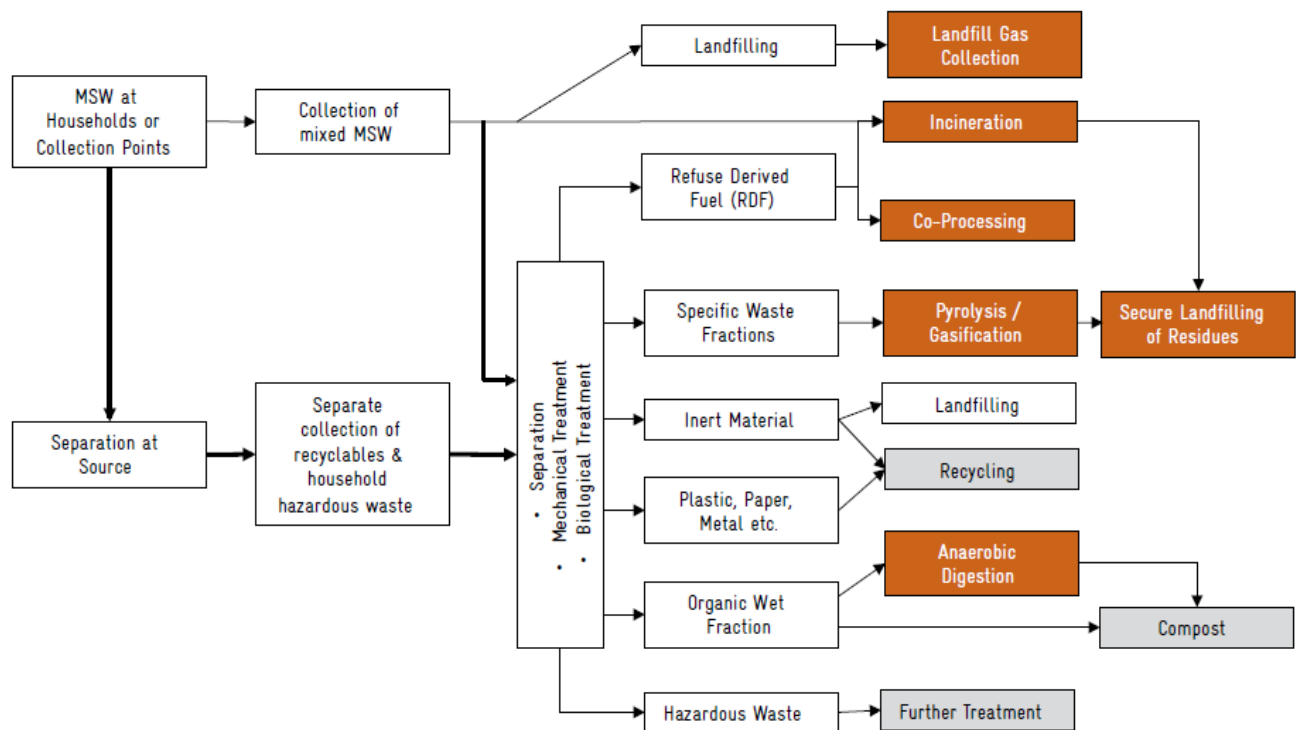 Landfilling
Landfill Gas
Collection
MSW at
Households or
Collection Points
Collection of
mixed MSW
Incineration
Refuse Derived
Fuel (RDF)
Co-Processing
Specific Waste
Fractions
Pyrolysis /
Gasification
Secure Landfilling
of Residues
Separation at
Source
Separate
collection of
recyclables &
household
hazardous waste
• Separation
• Mechanical Treatment
• Biological Treatment
Inert Material
Landfilling
Recycling
Plastic, Paper,
Metal etc.
Anaerobic
Digestion
Organic Wet
Fraction
Compost
Hazardous Waste
Further Treatment